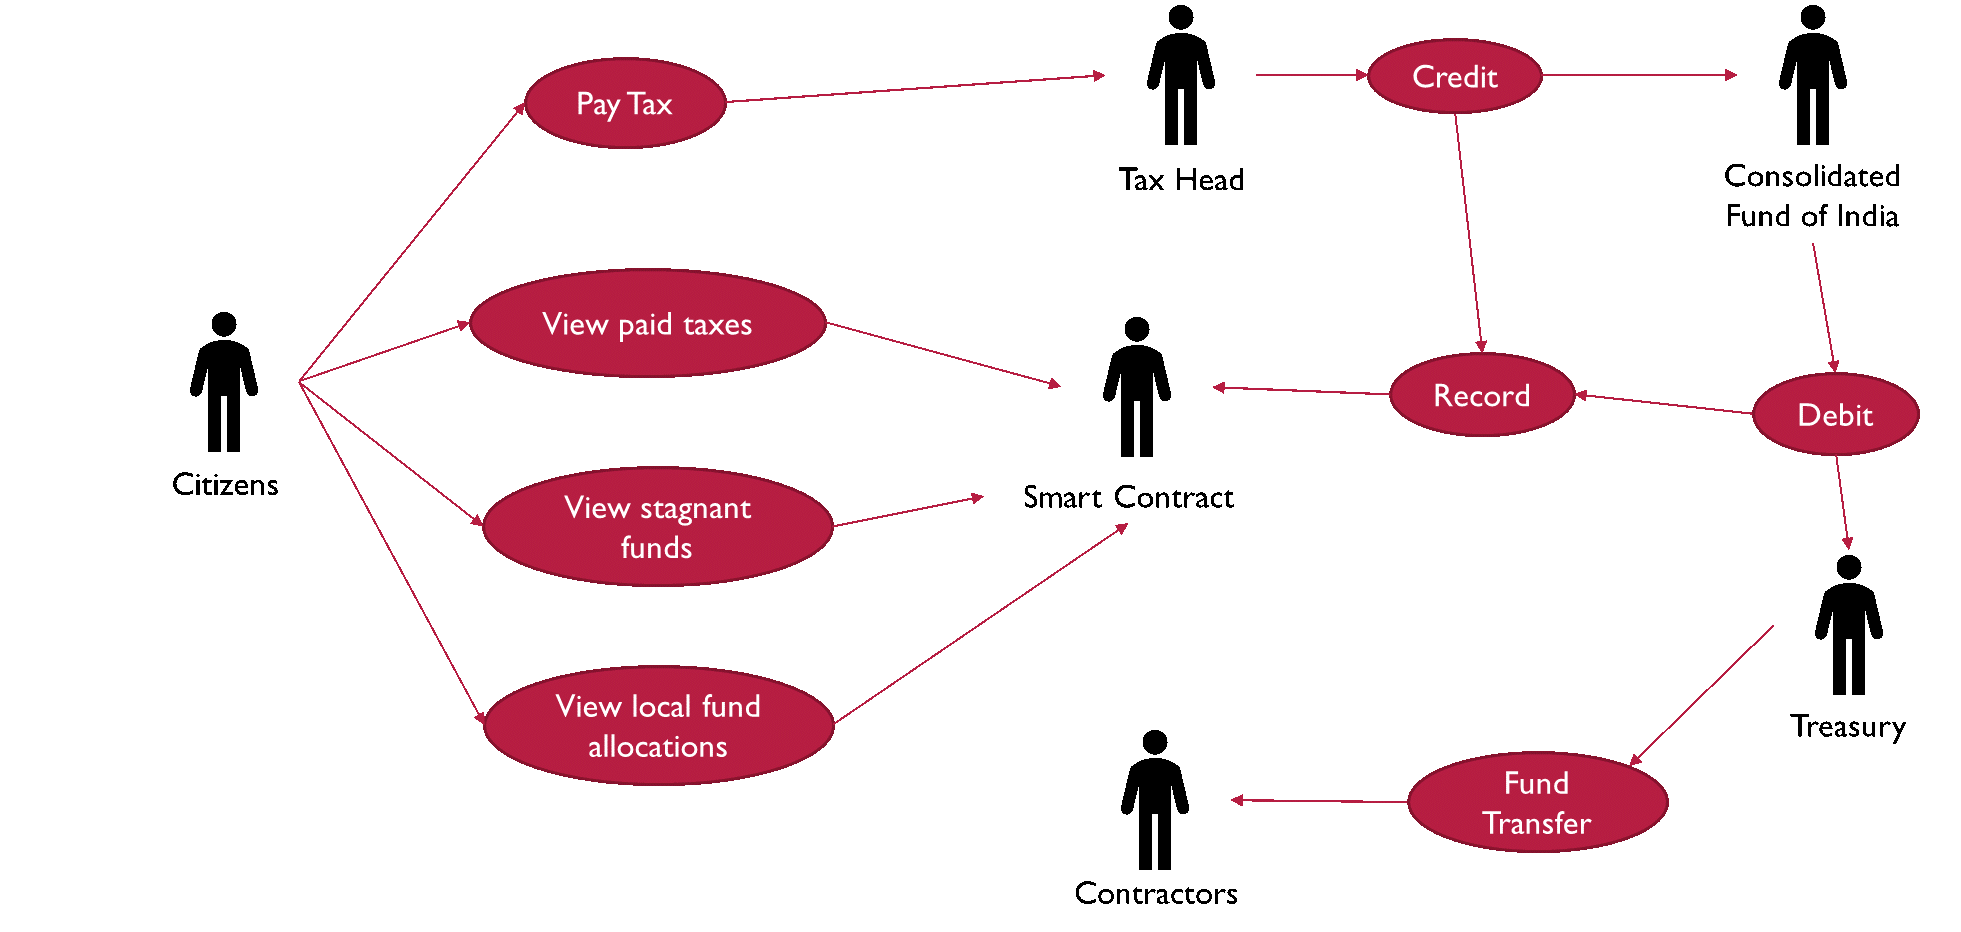 Pay Tax
Credit
Tax Head
Consolidated
Fund of India
View paid taxes
Record
Debit
Citizens
Smart Contract
View stagnant
funds
View local fund
allocations
Treasury
Fund
Transfer
Contractors